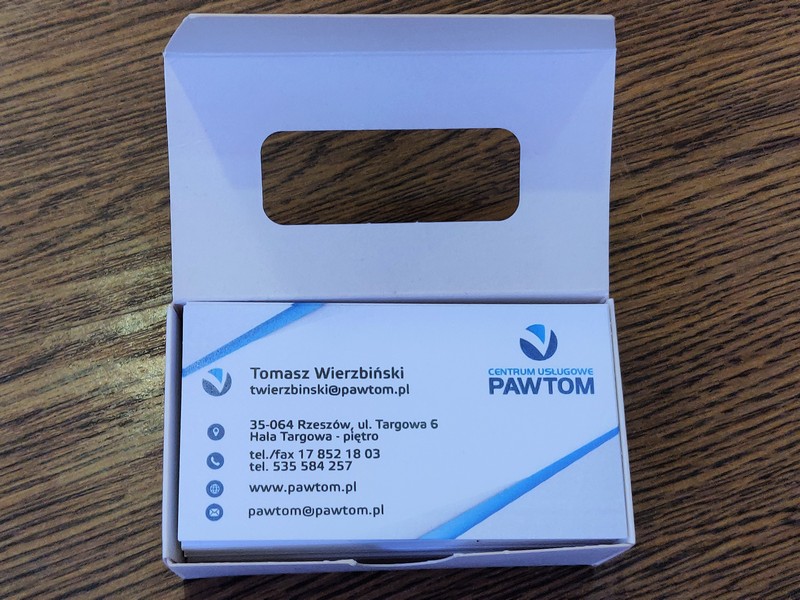 Tomasz Wierzbiński
twierzbinski@pawtom.pl
CENTRUM USŁUGOWE
PAWTOM
35-064 Rzeszów, ul. Targowa 6
Hala Targowa - piętro
tel./fax 17 852 18 03
tel. 535 584 257
www.pawtom.pl
pawtom@pawtom.pl